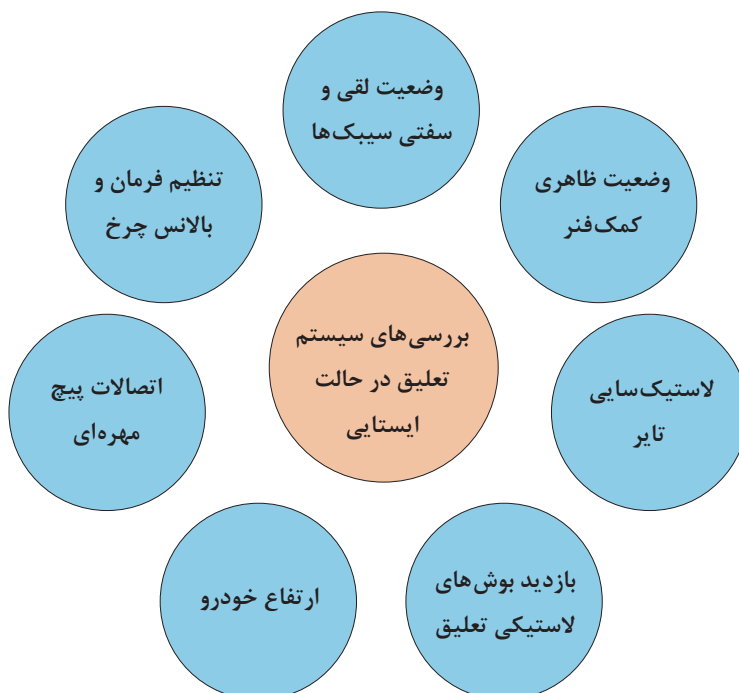 وضعیت لقی و
سفتی سیبک‌ها
وضعیت ظاهری
کمک‌فنر
لاستیک‌سایی
تایر
بازدید بوش‌های
لاستیکی تعلیق
ارتفاع خودرو
اتصالات پیچ
مهره‌ای
تنظیم فرمان و
بالانس چرخ
بررسی‌های سیستم
تعلیق در حالت
ایستایی